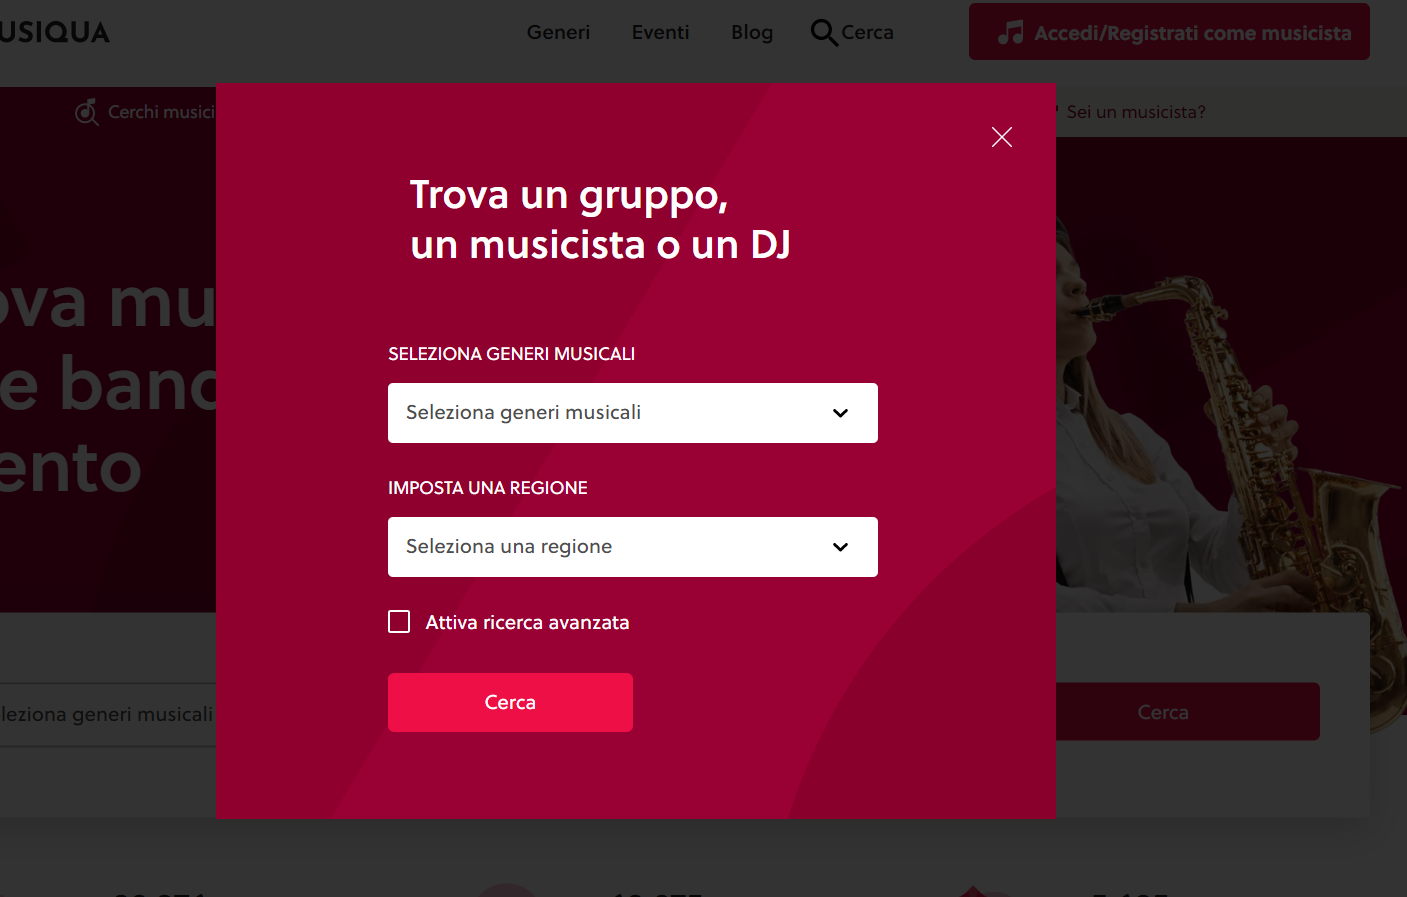 USIQUA
Generi
Eventi
Blog
Cerca
Accedi/Registrati come musicista
Cerchi musici
Sei un musicista?
ova mu
e band
ento
Trova un gruppo,
un musicista o un DJ
SELEZIONA GENERI MUSICALI
Seleziona generi musicali
IMPOSTA UNA REGIONE
Seleziona una regione
Attiva ricerca avanzata
Cerca
leziona generi musicali
Cerca